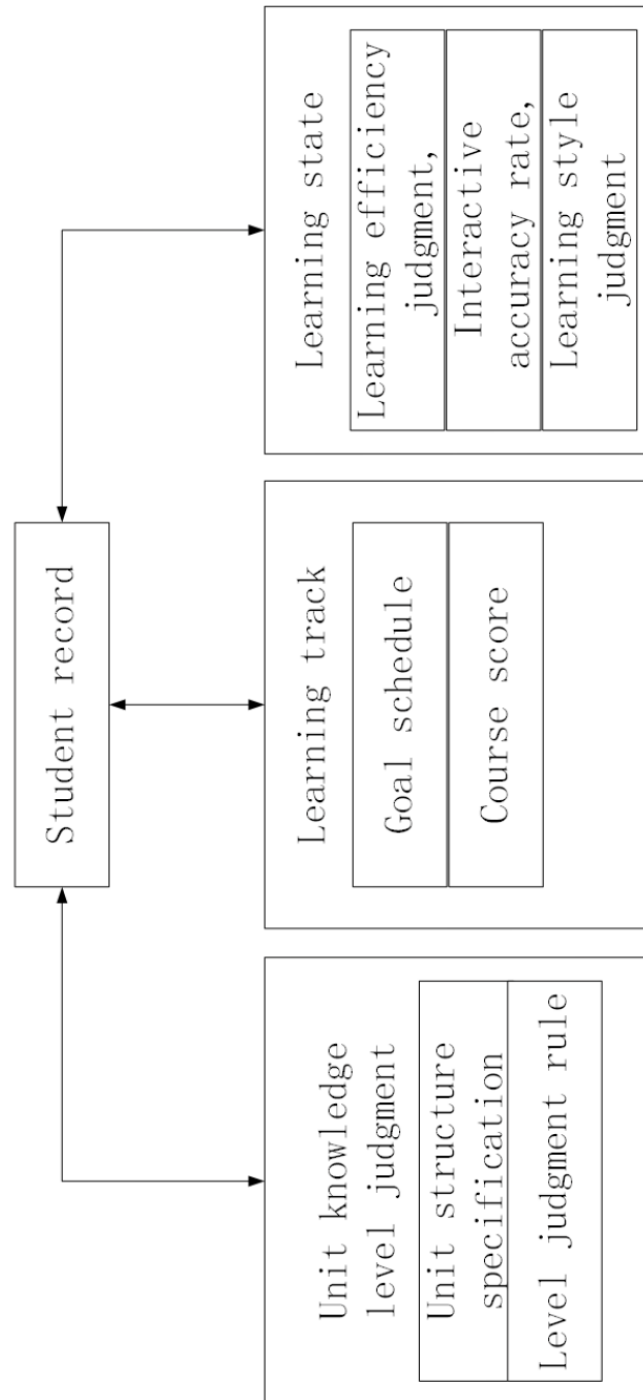 Student record
Unit knowledge
level judgment
Unit structure
specification
Level judgment rule
Learning track
Goal schedule
Course score
Learning state
Learning efficiency
judgment,
Interactive
accuracy rate,
Learning style
judgment